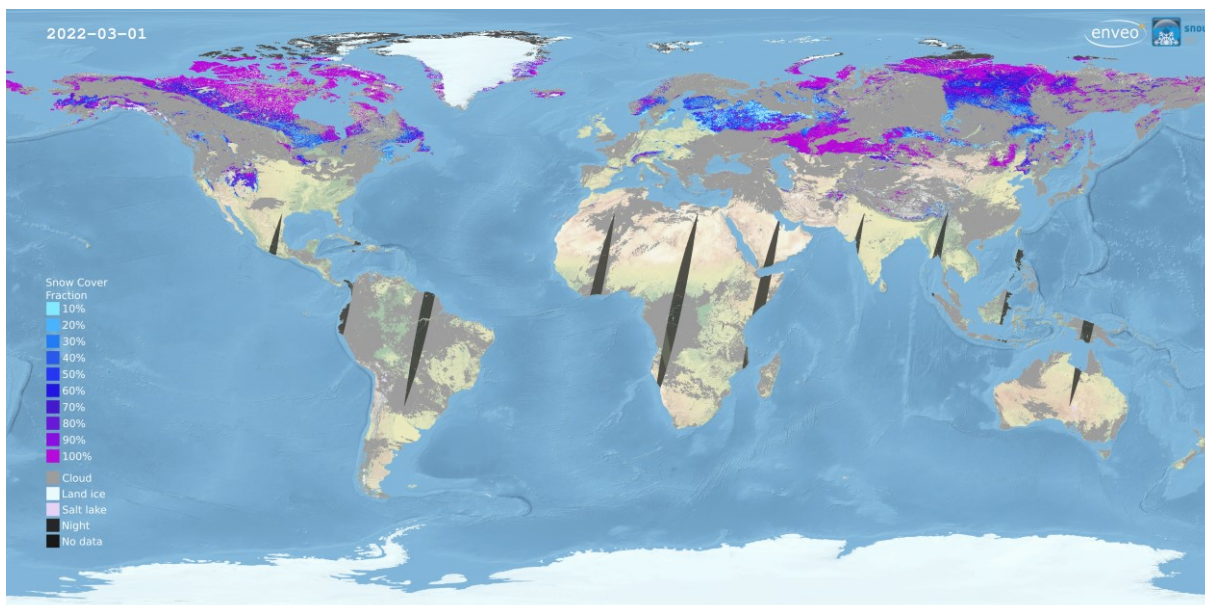 2022-03-01
enveo
snow
Snow Cover
Fraction
10%
20%
30%
40%
50%
60%
70%
80%
90%
100%
Cloud
Land ice
Salt lake
Night
No data